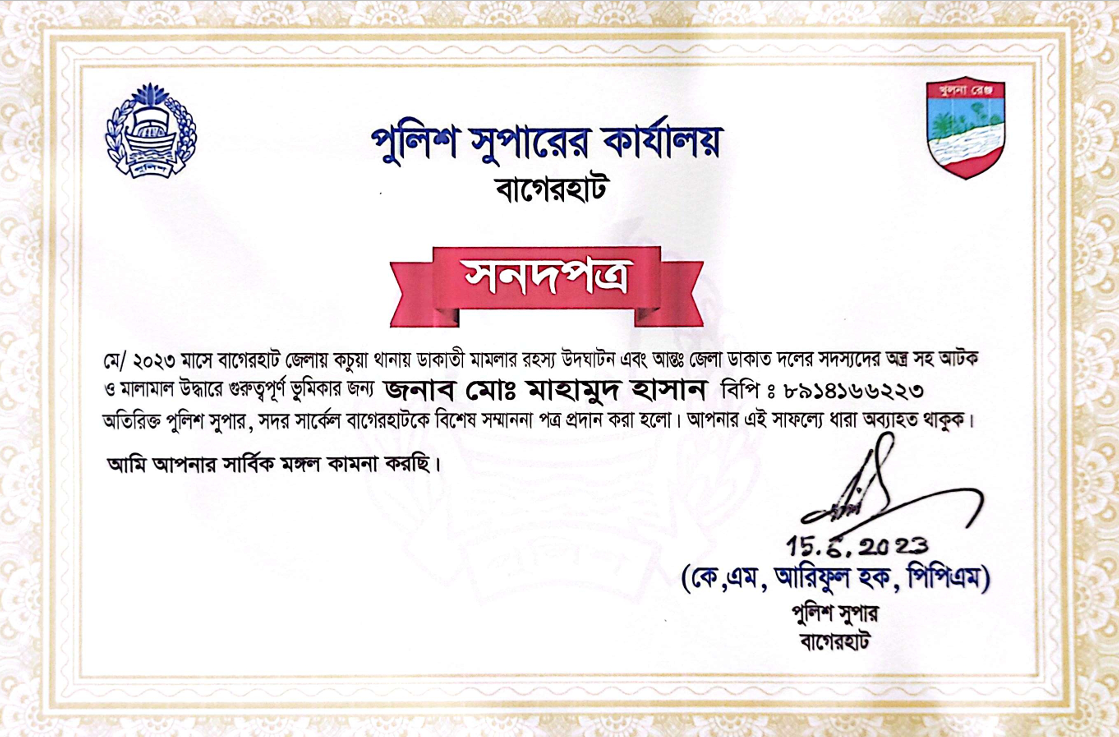 পুলিশ
খুলনা রেঞ্জ
পুলিশ সুপারের কার্যালয়
বাগেরহাট
সনদপত্র
মে/ ২০২৩ মাসে বাগেরহাট জেলায় কচুয়া থানায় ডাকাতী মামলার রহস্য উদঘাটন এবং আন্তঃ জেলা ডাকাত দলের সদস্যদের অস্ত্র সহ আটক
ও মালামাল উদ্ধারে গুরুত্বপূর্ণ ভূমিকার জন্য জনাব মোঃ মাহামুদ হাসান বিপি ঃ ৮৯১৪১৬৬২২৩
অতিরিক্ত পুলিশ সুপার, সদর সার্কেল বাগেরহাটকে বিশেষ সম্মাননা পত্র প্রদান করা হলো। আপনার এই সাফল্যে ধারা অব্যাহত থাকুক।
আমি আপনার সার্বিক মঙ্গল কামনা করছি।
পুলিশ
15.6.2023
(কে,এম, আরিফুল হক, পিপিএম)
পুলিশ সুপার
বাগেরহাট